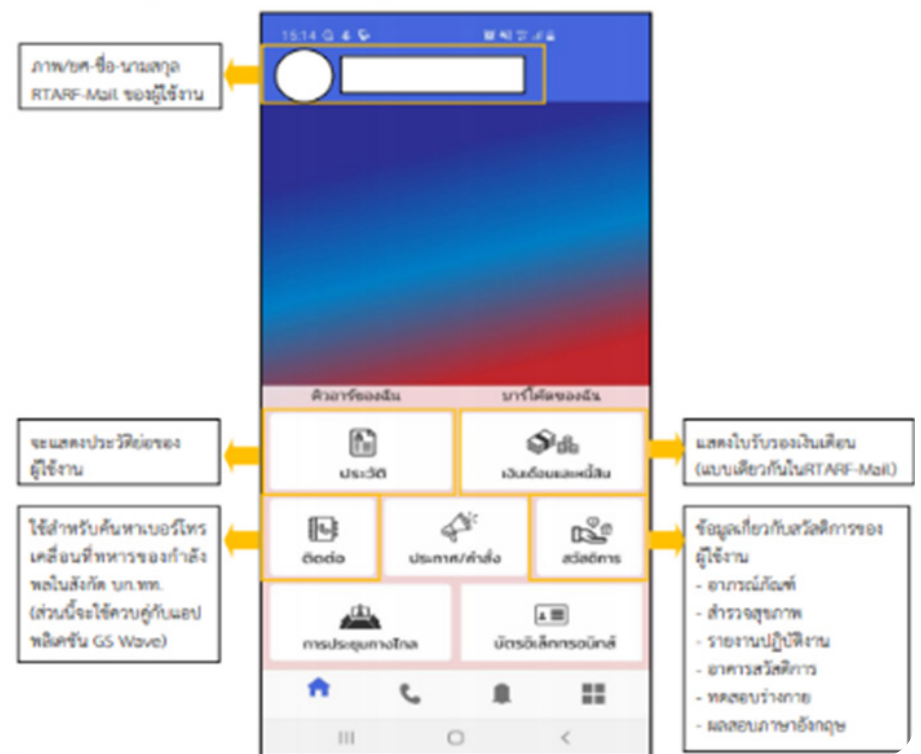 15:14
ภาพ/ยศ-ชื่อ-นามสกุล
RTARF-Mail ของผู้ใช้งาน
คิวอาร์ของฉัน
บาร์โค้ดของฉัน
จะแสดงประวัติย่อของ
ผู้ใช้งาน
ประวัติ
เงินเดือนและหนี้สิน
แสดงใบรับรองเงินเดือน
(แบบเดียวกันในRTARF-Mail)
ใช้สำหรับค้นหาเบอร์โทร
เคลื่อนที่ทหารของกำลัง
พลในสังกัด บก.ทท.
(ส่วนนี้จะใช้ควบคู่กับแอป
พลิเคชัน GS Wave)
ติดต่อ
ประกาศ/คำสั่ง
สวัสดิการ
ข้อมูลเกี่ยวกับสวัสดิการของ
ผู้ใช้งาน
- อาภรณ์ภัณฑ์
- สำรวจสุขภาพ
- รายงานปฏิบัติงาน
- อาคารสวัสดิการ
- ทดสอบร่างกาย
- ผลสอบภาษาอังกฤษ
การประชุมทางไกล
บัตรอิเล็กทรอนิกส์